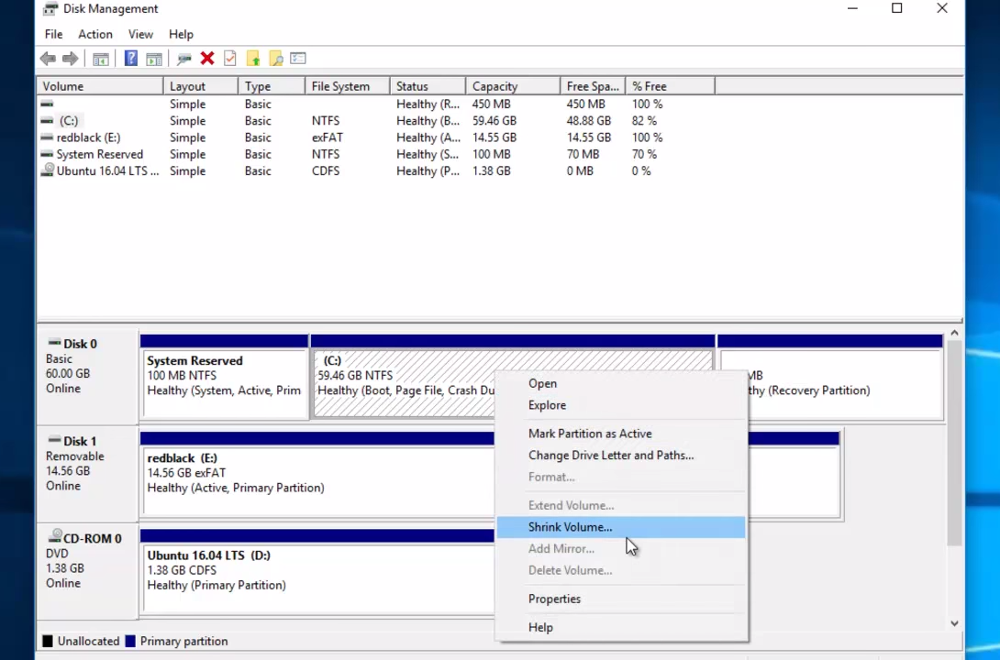 Disk Management
File Action View Help
Volume Layout Type File System Status Capacity Free Spa... % Free
Simple Basic Healthy (R... 450 MB 450 MB 100 %
(C:) Simple Basic NTFS Healthy (B... 59.46 GB 48.88 GB 82 %
redblack (E:) Simple Basic exFAT Healthy (A... 14.55 GB 14.55 GB 100 %
System Reserved Simple Basic NTFS Healthy (S... 100 MB 70 MB 70 %
Ubuntu 16.04 LTS ... Simple Basic CDFS Healthy (P... 1.38 GB 0 MB 0 %
Disk 0
Basic
60.00 GB
Online
System Reserved
100 MB NTFS
Healthy (System, Active, Prim
(C:)
59.46 GB NTFS
Healthy (Boot, Page File, Crash Du
MB
thy (Recovery Partition)
Disk 1
Removable
14.56 GB
Online
redblack (E:)
14.56 GB exFAT
Healthy (Active, Primary Partition)
CD-ROM 0
DVD
1.38 GB
Online
Ubuntu 16.04 LTS (D:)
1.38 GB CDFS
Healthy (Primary Partition)
Open
Explore
Mark Partition as Active
Change Drive Letter and Paths...
Format...
Extend Volume...
Shrink Volume...
Add Mirror...
Delete Volume...
Properties
Help
Unallocated Primary partition